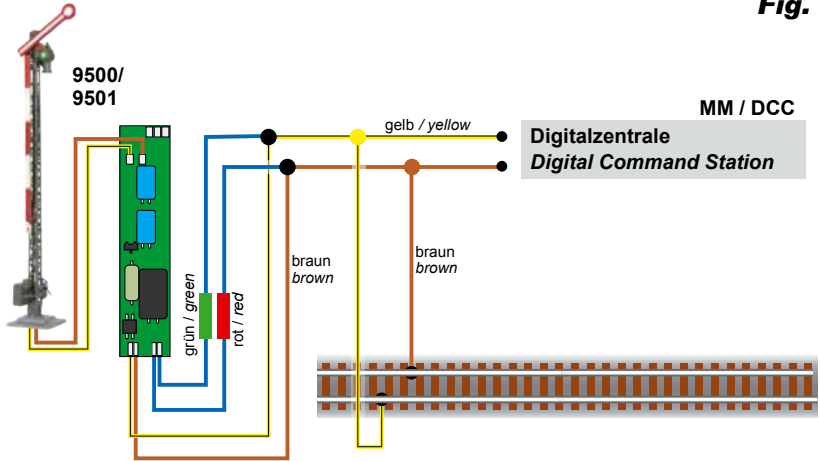 Fig.
9500/
9501
MM / DCC
gelb / yellow
Digitalzentrale
Digital Command Station
braun
brown
braun
brown
grün / green
rot / red